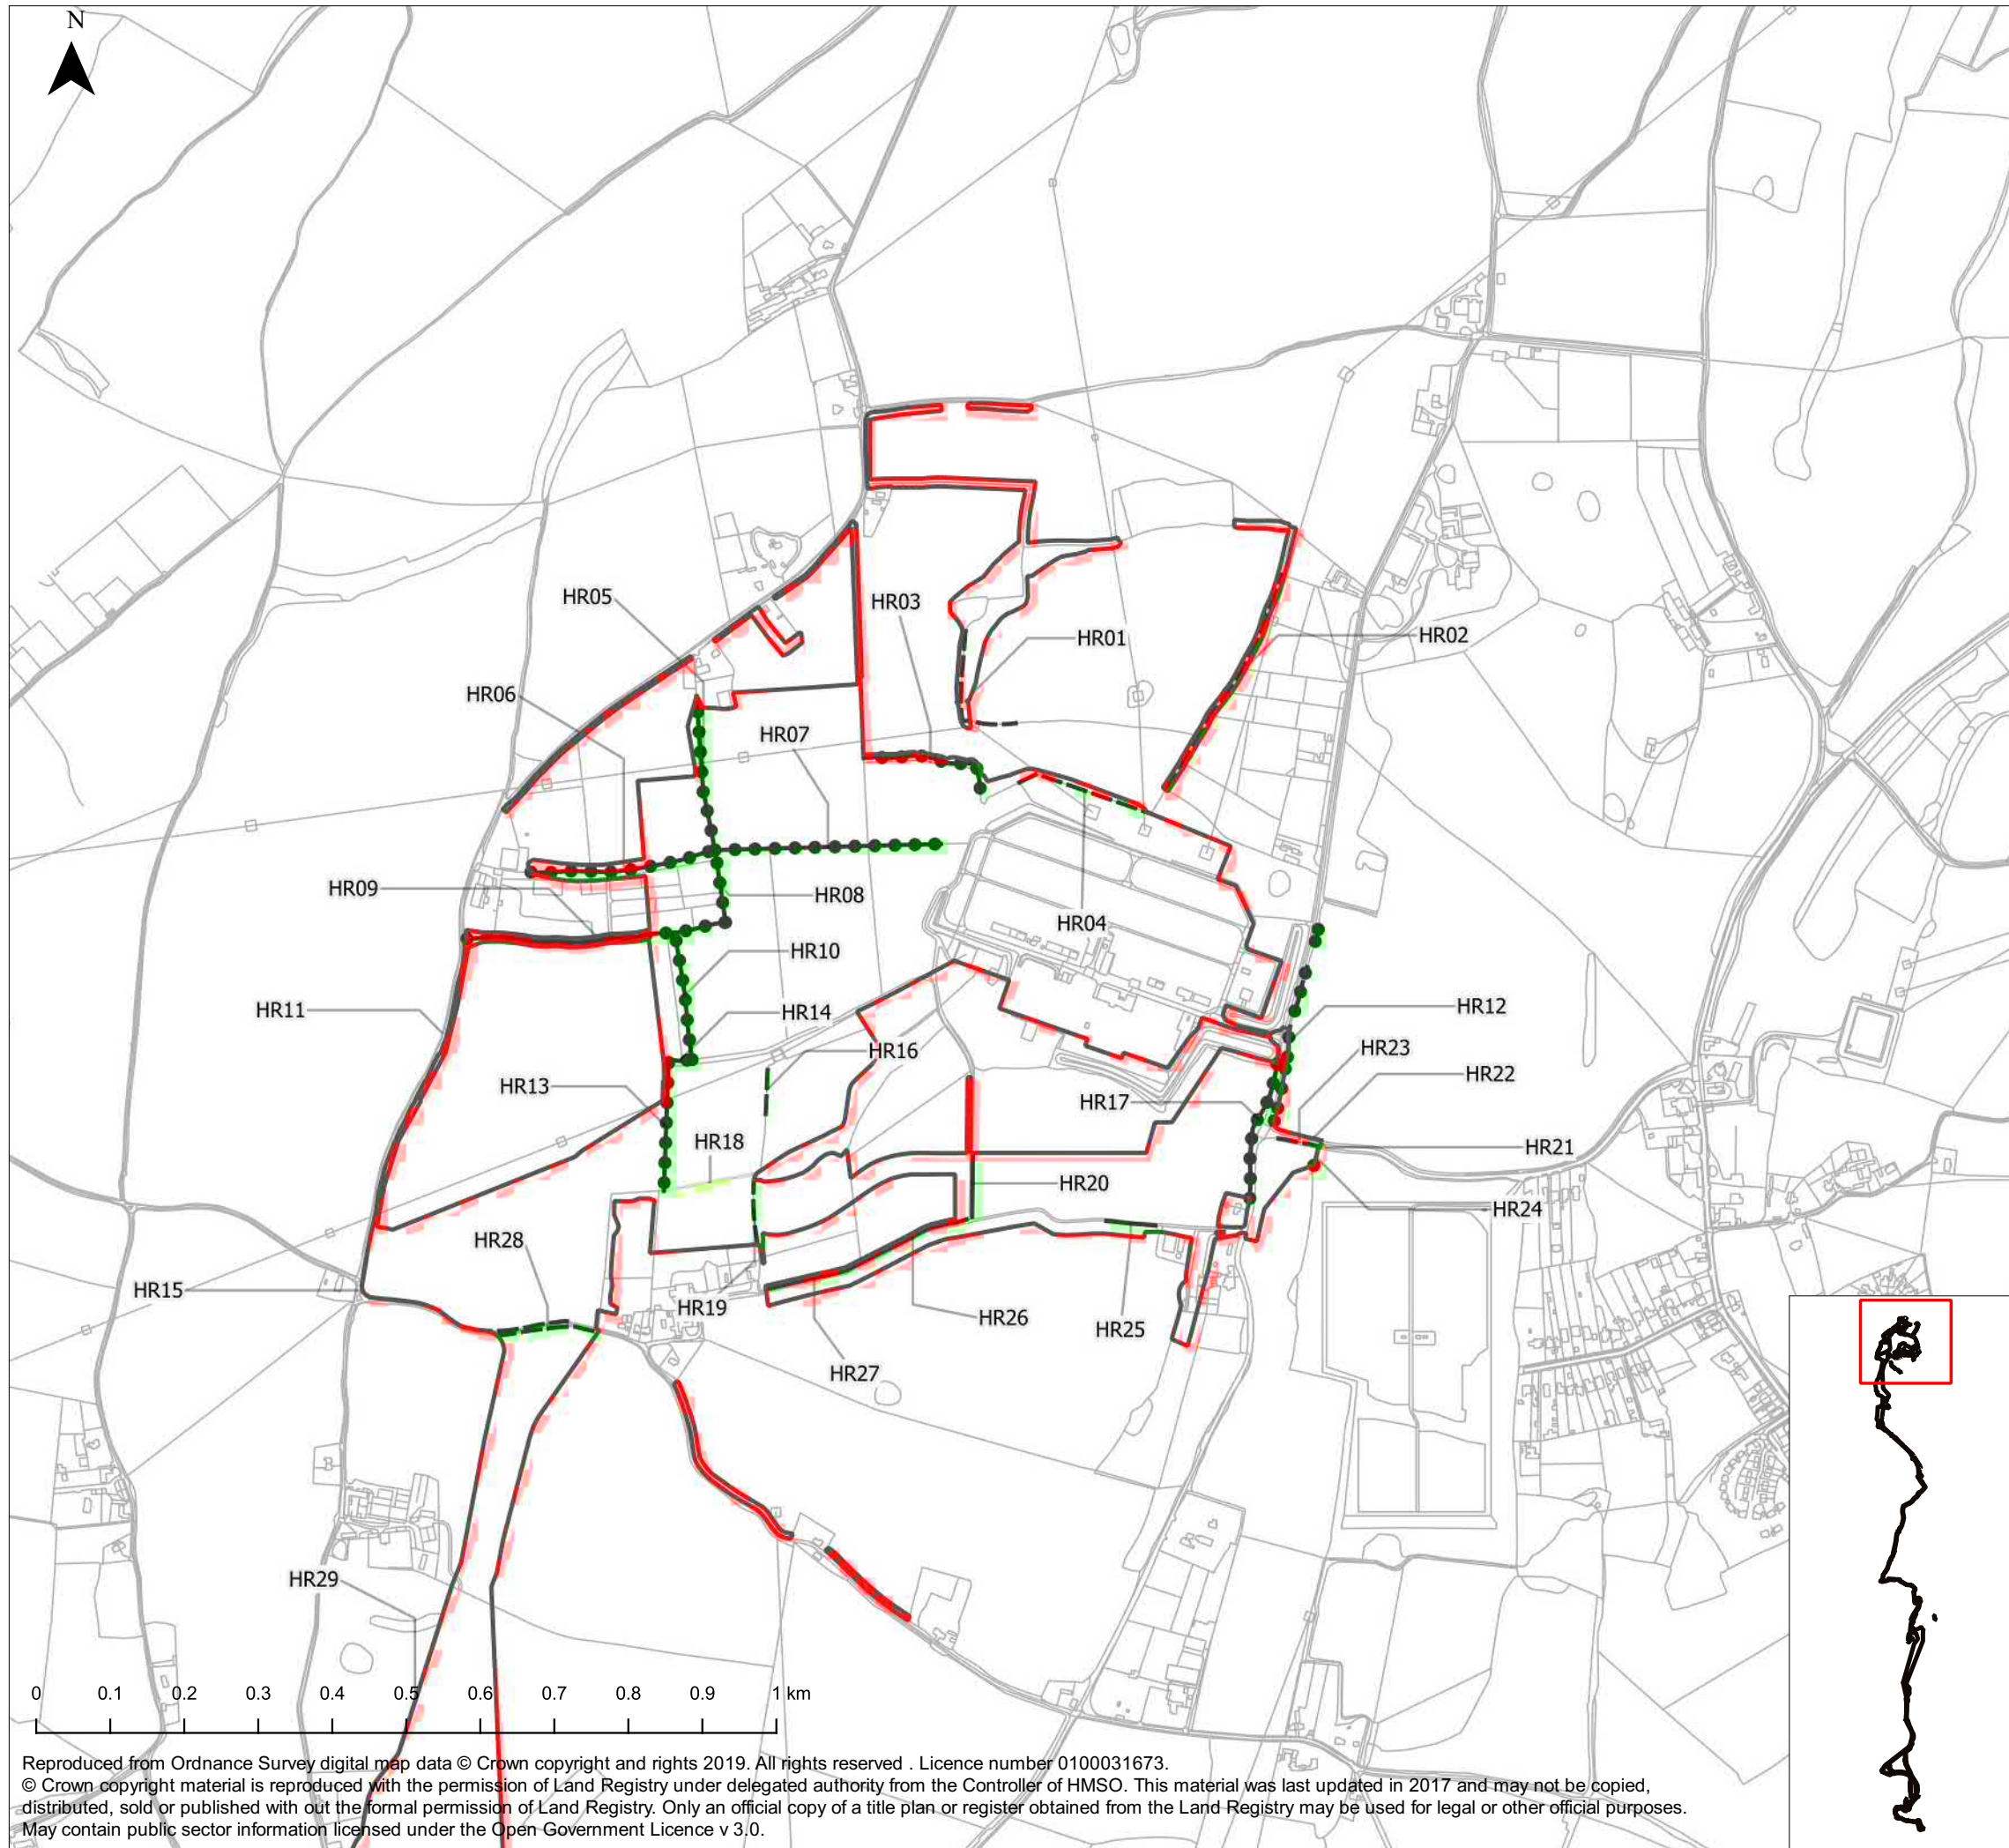 N
HR05
HR03
HR01
HR02
HR06
HR07
HR09
HR08
HR04
HR10
HR11
HR14
HR12
HR16
HR23
HR13
HR22
HR17
HR18
HR21
HR20
HR24
HR28
HR15
HR19
HR26
HR25
HR27
HR29
0 0.1 0.2 0.3 0.4 0.5 0.6 0.7 0.8 0.9 1 km
Reproduced from Ordnance Survey digital map data © Crown copyright and rights 2019. All rights reserved . Licence number 0100031673.
© Crown copyright material is reproduced with the permission of Land Registry under delegated authority from the Controller of HMSO. This material was last updated in 2017 and may not be copied,
distributed, sold or published with out the formal permission of Land Registry. Only an official copy of a title plan or register obtained from the Land Registry may be used for legal or other official purposes.
May contain public sector information licensed under the Open Government Licence v 3.0.